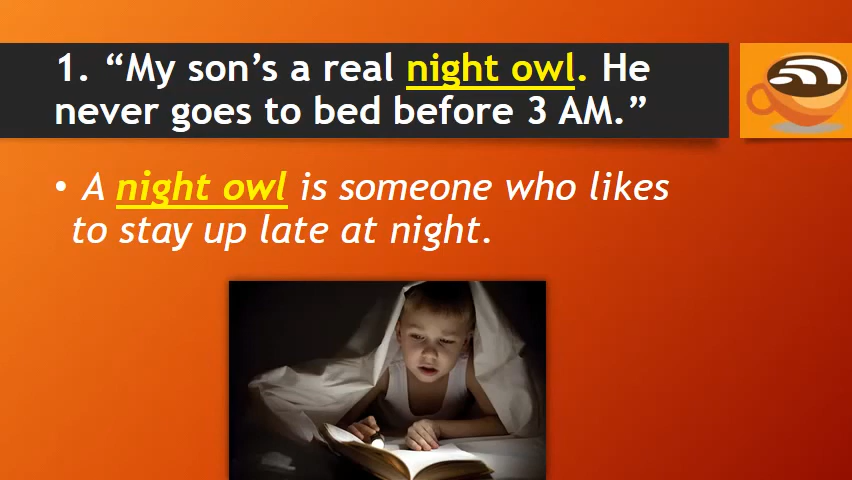 1. “My son’s a real night owl. He
never goes to bed before 3 AM.”
• A night owl is someone who likes
to stay up late at night.